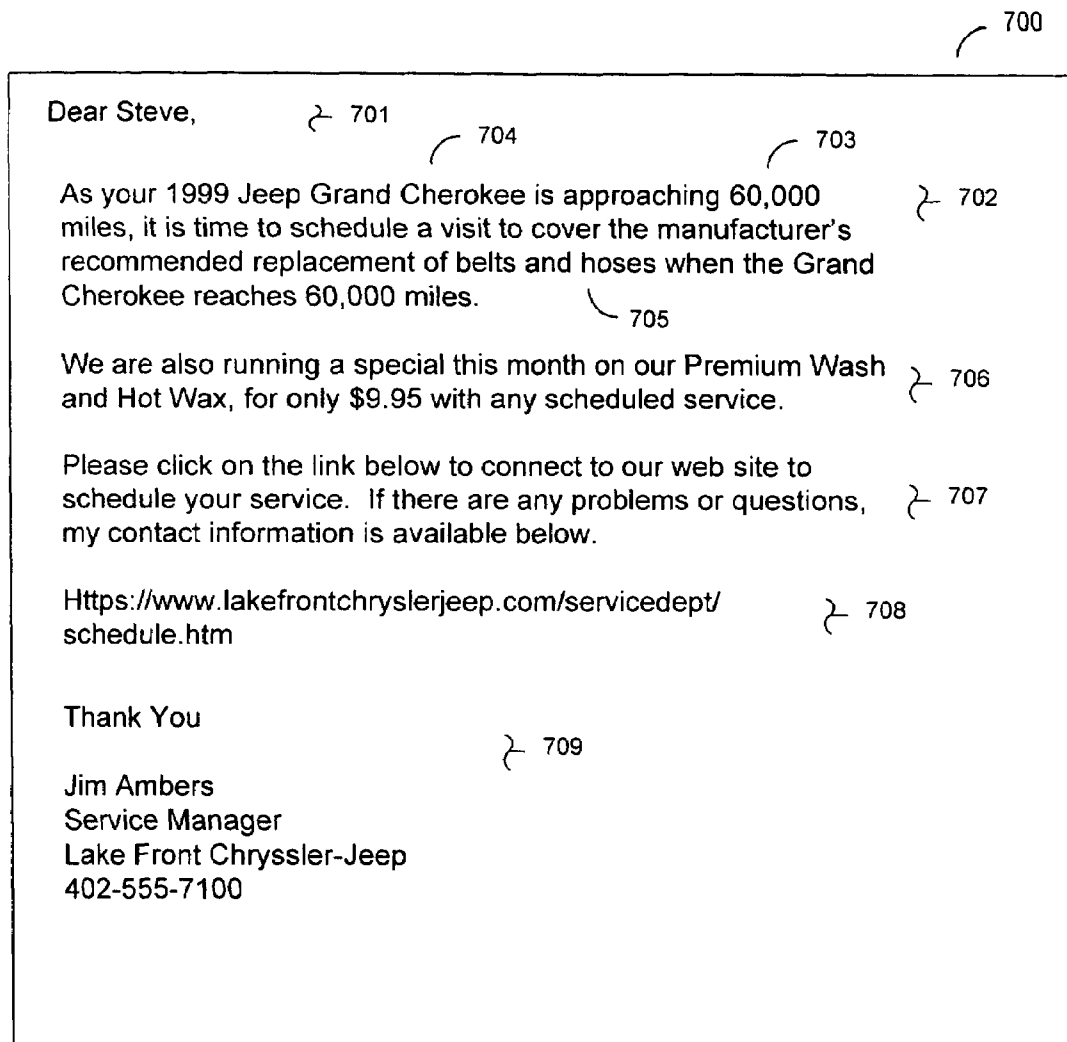 700
Dear Steve, 701
704 703
As your 1999 Jeep Grand Cherokee is approaching 60,000 702
miles, it is time to schedule a visit to cover the manufacturer's
recommended replacement of belts and hoses when the Grand
Cherokee reaches 60,000 miles.
705
We are also running a special this month on our Premium Wash 706
and Hot Wax, for only $9.95 with any scheduled service.
Please click on the link below to connect to our web site to
schedule your service. If there are any problems or questions, 707
my contact information is available below.
Https://www.lakefrontchryslerjeep.com/servicedept/ 708
schedule.htm
Thank You
709
Jim Ambers
Service Manager
Lake Front Chryssler-Jeep
402-555-7100